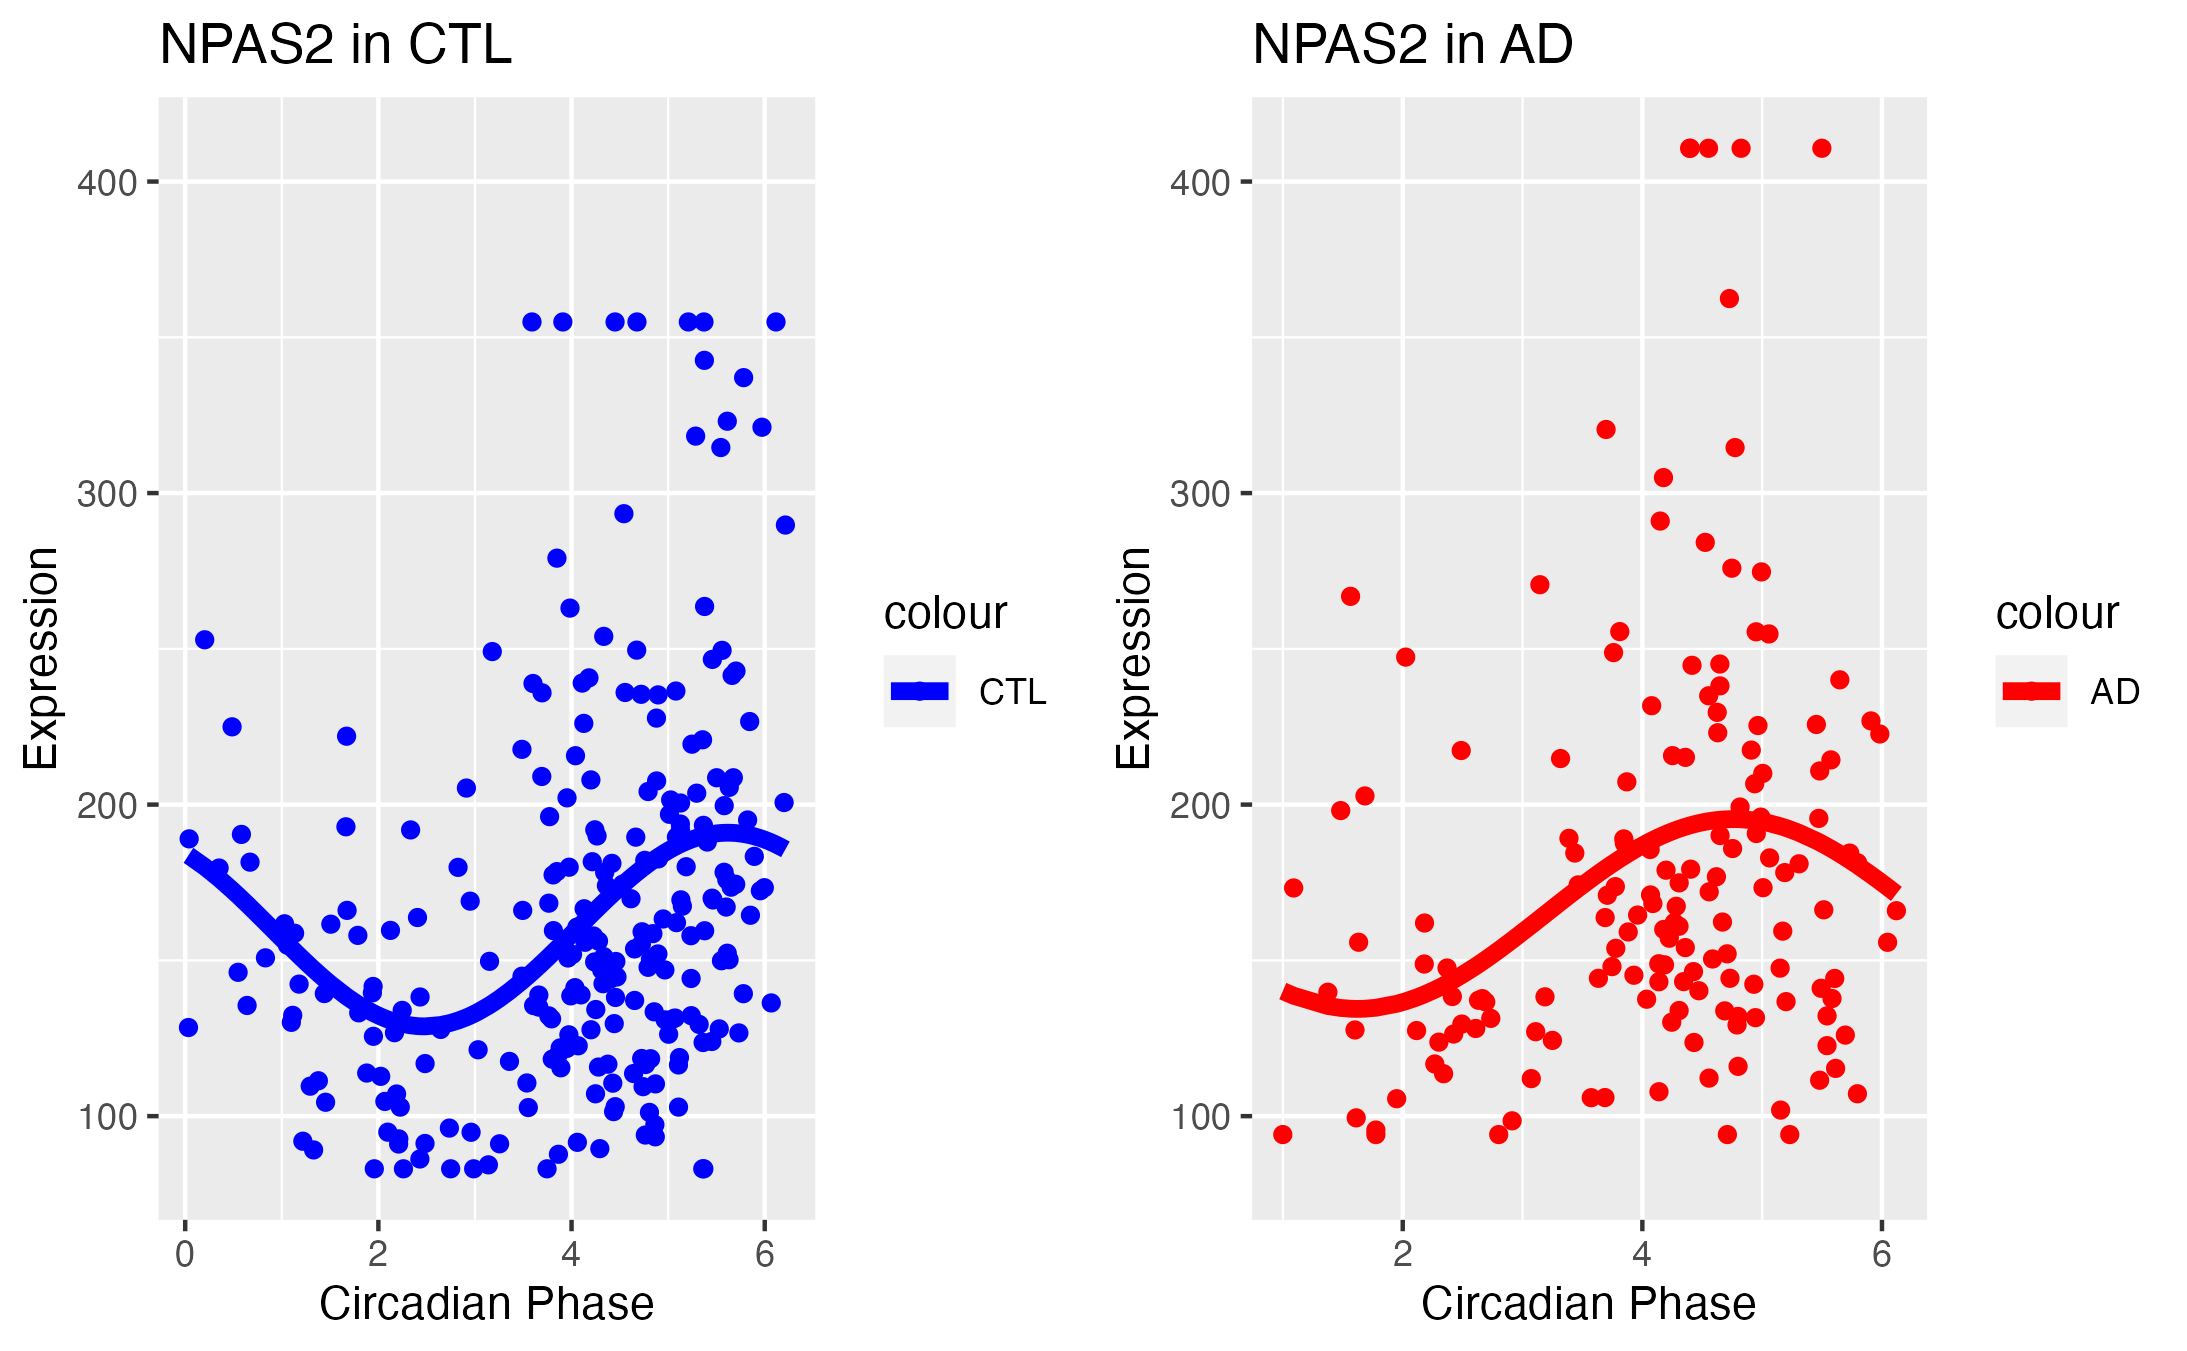 NPAS2 in CTL
Expression
400
300
200
100
0 2 4 6
Circadian Phase
colour
CTL
NPAS2 in AD
Expression
400
300
200
100
2 4 6
Circadian Phase
colour
AD